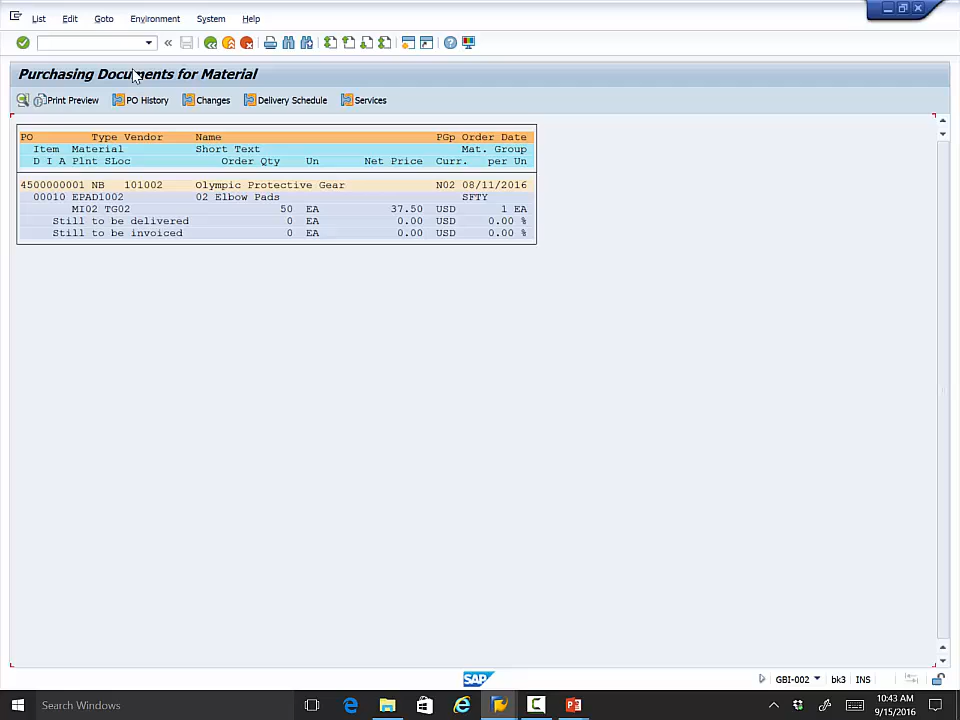 List Edit Goto Environment System Help
Purchasing Documents for Material
Print Preview PO History Changes Delivery Schedule Services
PO Type Vendor Name PGp Order Date
Item Material Short Text Mat. Group
D I A Plnt SLoc Order Qty Un Net Price Curr. per Un
4500000001 NB 101002 Olympic Protective Gear N02 08/11/2016
00010 EPAD1002 02 Elbow Pads SFTY
MI02 TG02 50 EA 37.50 USD 1 EA
Still to be delivered 0 EA 0.00 USD 0.00 %
Still to be invoiced 0 EA 0.00 USD 0.00 %
SAP GBI-002 bk3 INS
Search Windows 10:43 AM
9/15/2016